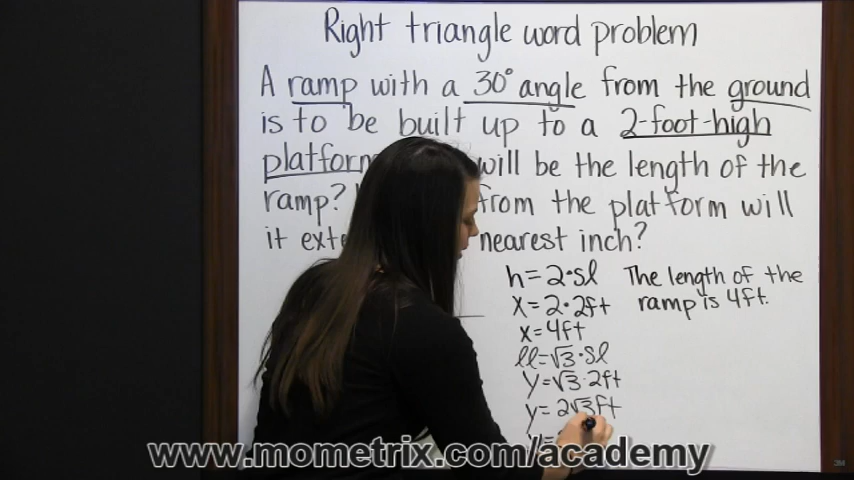 Right triangle word problem
A ramp with a 30° angle from the ground
is to be built up to a 2-foot-high
platform will be the length of the
ramp? from the platform will
it nearest inch?
h=2·sl
x=2·2ft
x=4ft
ll=√3·sl
y=√3·2ft
y=2√3ft
y=
The length of the
ramp is 4ft.
www.mometrix.com/academy